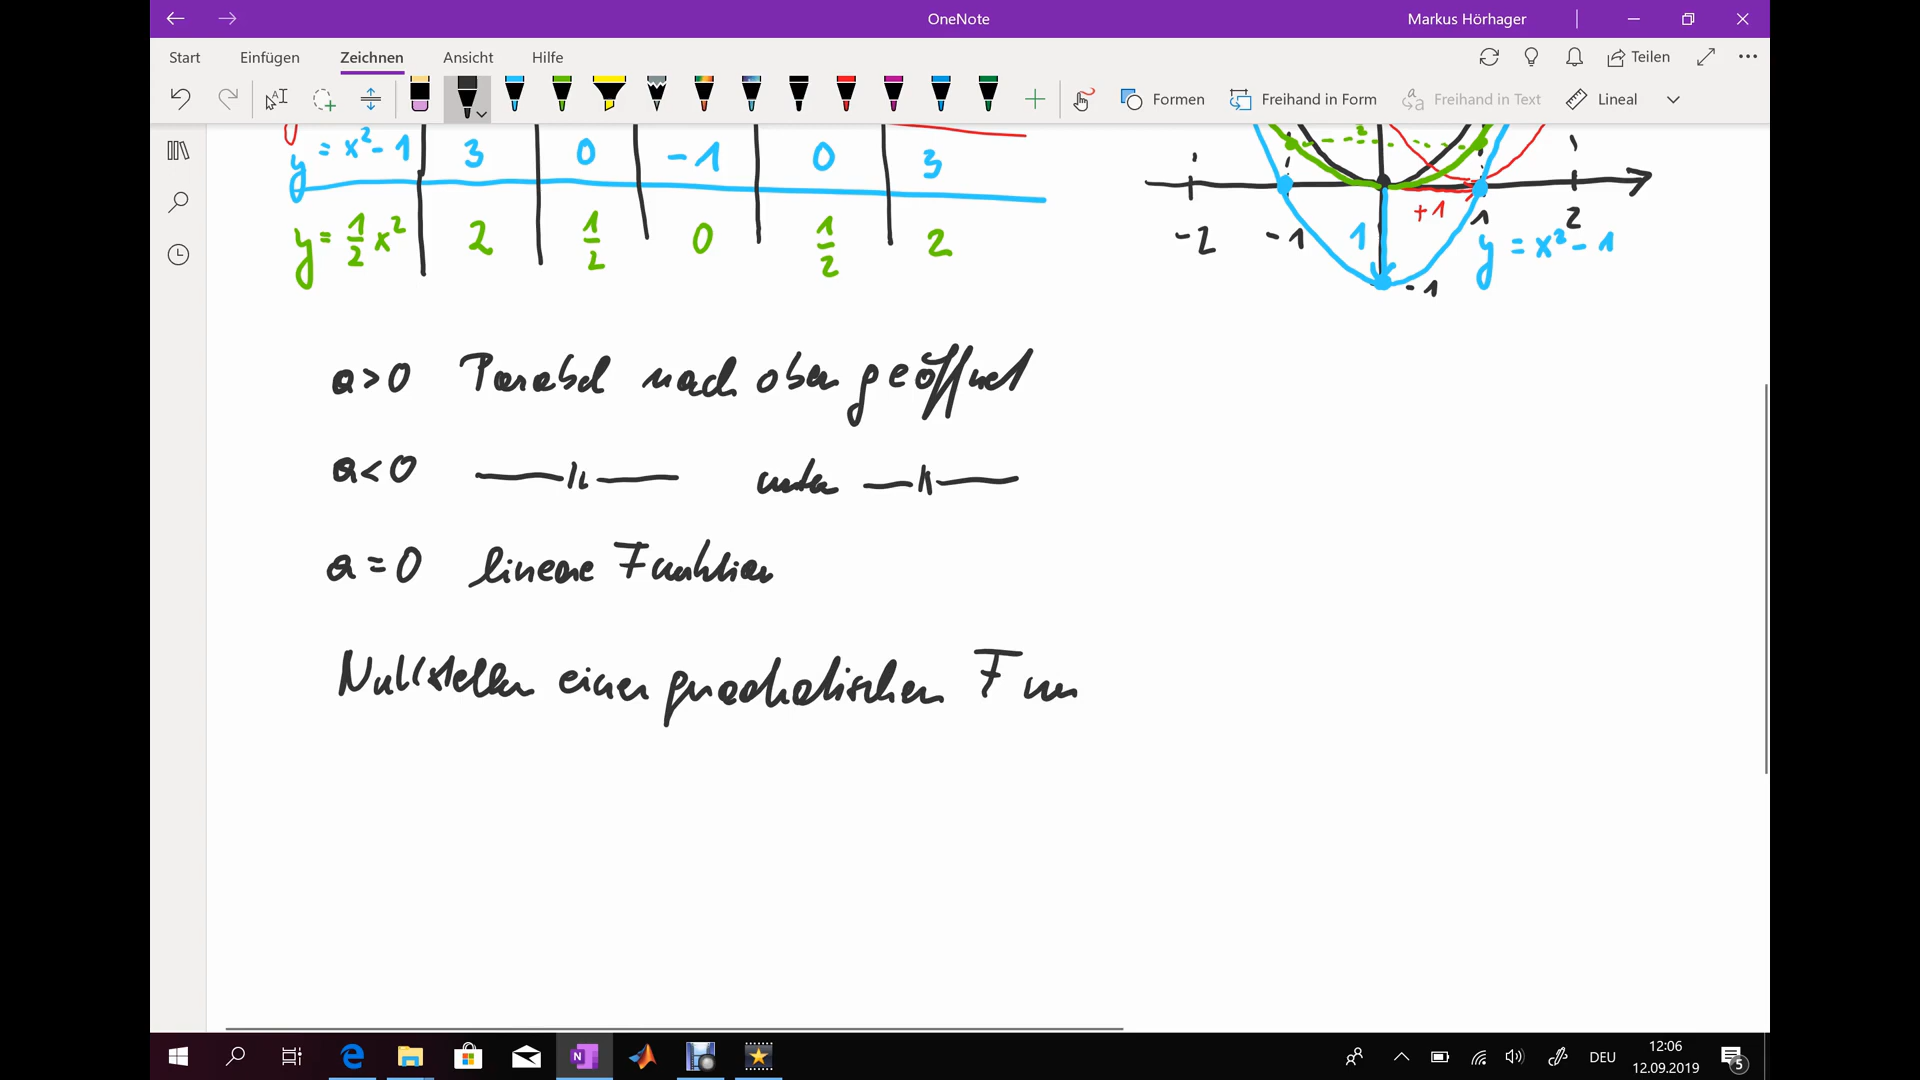 OneNote
Markus Hörhager
Start Einfügen Zeichnen Ansicht Hilfe
Teilen
Formen Freihand in Form Freihand in Text Lineal
y = x² - 1 3 0 -1 0 3
y = 1/2 x² 2 1/2 0 1/2 2
2
-2 -1 1 +1 1 2
y = x² - 1
-1
a > 0 Parabel nach oben geöffnet
a < 0 —"— unten —"—
a = 0 lineare Funktion
Nullstellen einer quadratischen Fun
DEU
12:06
12.09.2019
5